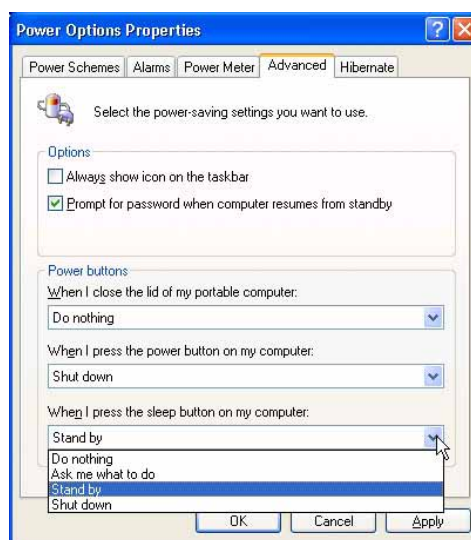 Power Options Properties
Power Schemes Alarms Power Meter Advanced Hibernate
Select the power-saving settings you want to use.
Options
Always show icon on the taskbar
Prompt for password when computer resumes from standby
Power buttons
When I close the lid of my portable computer:
Do nothing
When I press the power button on my computer:
Shut down
When I press the sleep button on my computer:
Stand by
Do nothing
Ask me what to do
Stand by
Shut down
OK Cancel Apply